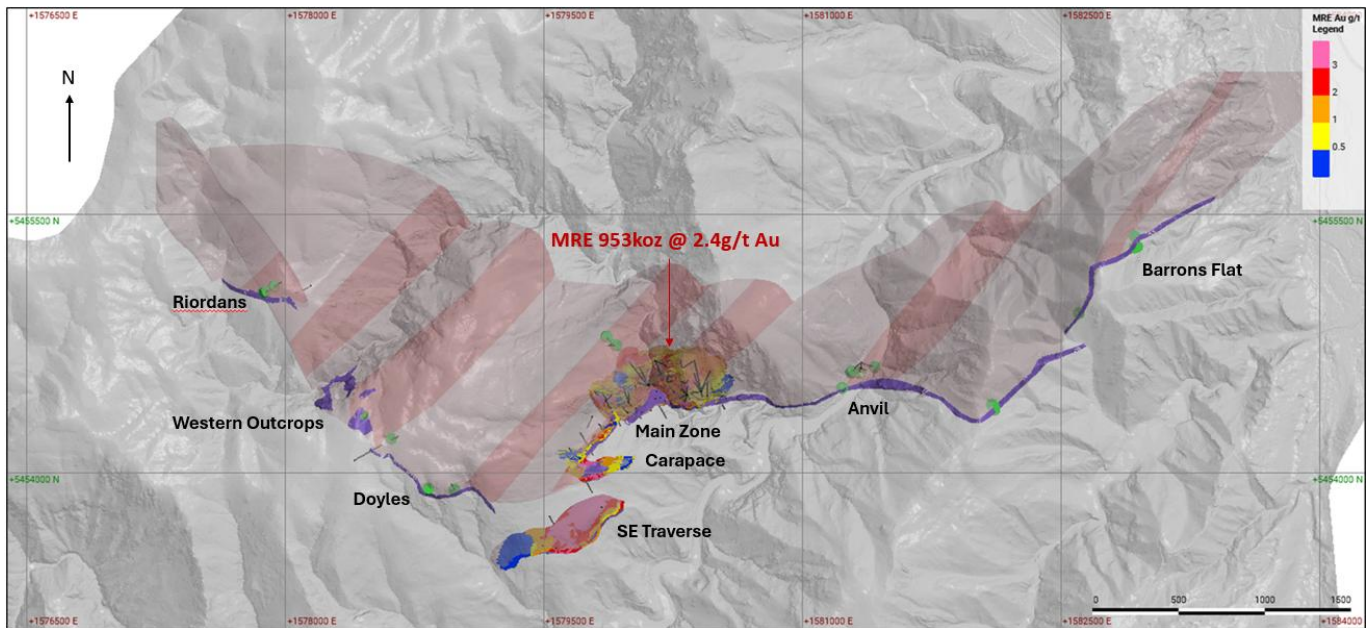 +1576500 E
+1578000 E
+1579500 E
+1581000 E
+1582500 E
MRE Au g/t
Legend
3
2
1
0.5
N
+5455500 N
+5455500 N
MRE 953koz @ 2.4g/t Au
Barrons Flat
Riordans
Western Outcrops
Main Zone
Anvil
Carapace
+5454000 N
+5454000 N
Doyles
SE Traverse
0
500
1000
1500
+1576500 E
+1578000 E
+1579500 E
+1581000 E
+1582500 E
+1584000